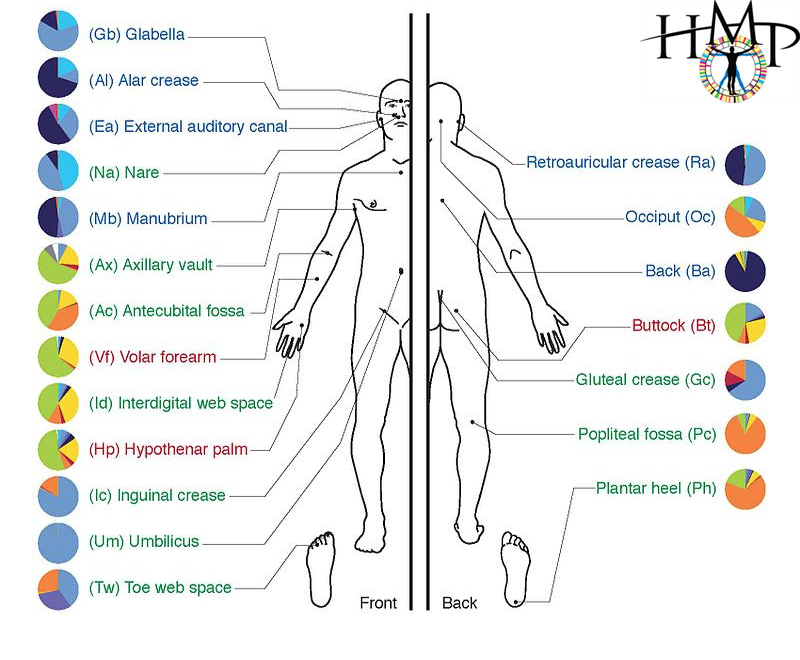 HMP
(Gb) Glabella
(Al) Alar crease
(Ea) External auditory canal
(Na) Nare
(Mb) Manubrium
(Ax) Axillary vault
(Ac) Antecubital fossa
(Vf) Volar forearm
(Id) Interdigital web space
(Hp) Hypothenar palm
(Ic) Inguinal crease
(Um) Umbilicus
(Tw) Toe web space
Retroauricular crease (Ra)
Occiput (Oc)
Back (Ba)
Buttock (Bt)
Gluteal crease (Gc)
Popliteal fossa (Pc)
Plantar heel (Ph)
Front
Back